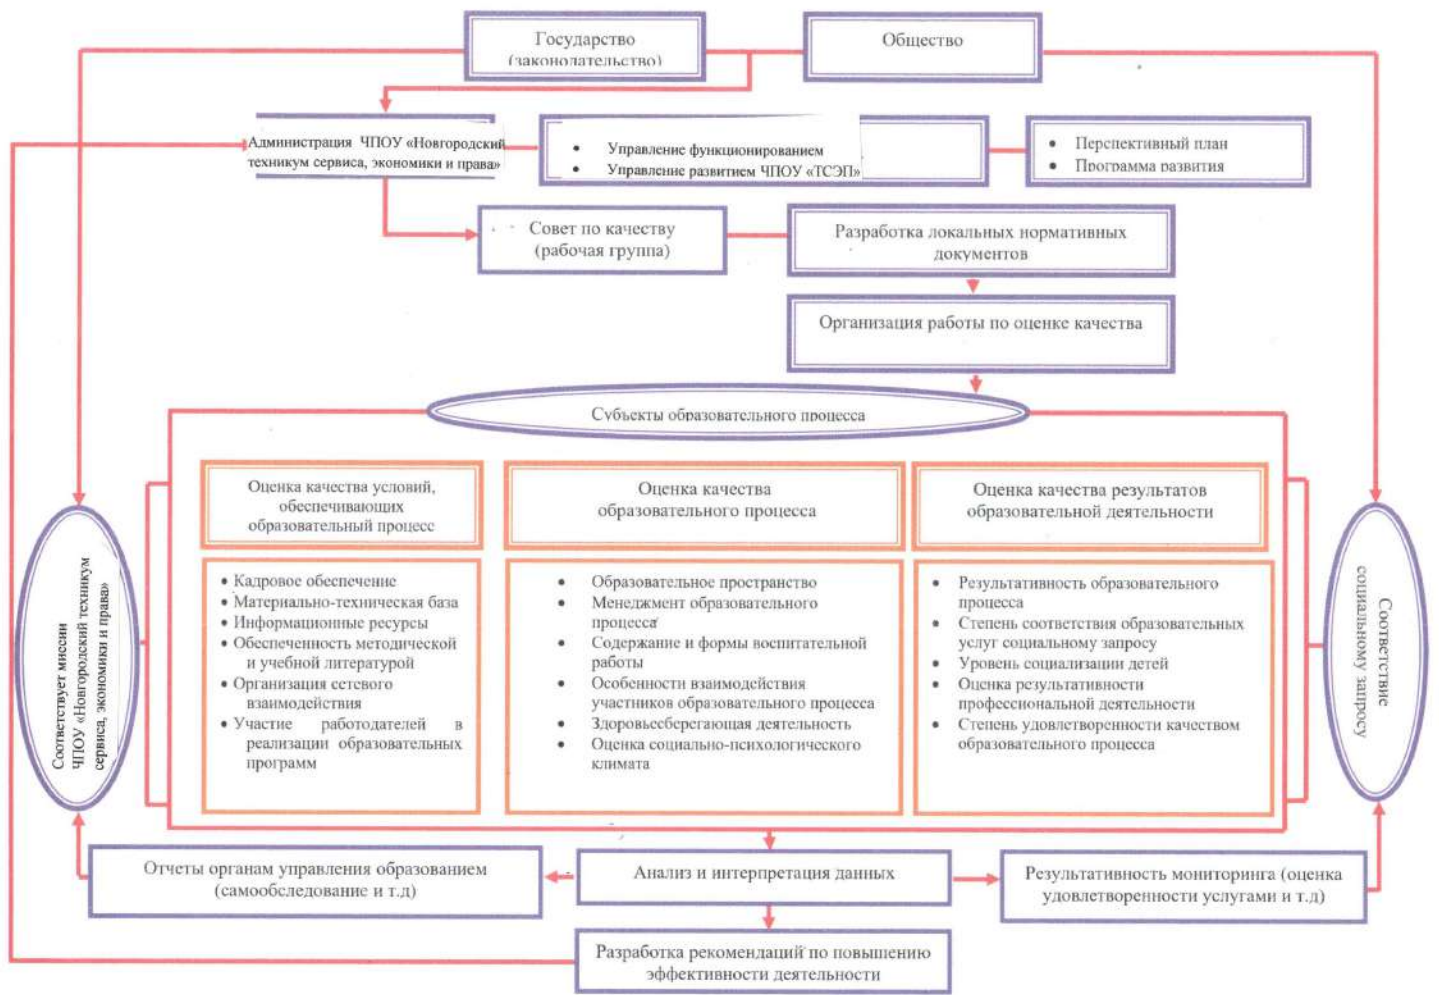 Государство
(законодательство)
Общество
Администрация ЧПОУ «Новгородский
техникум сервиса, экономики и права»
• Управление функционированием
• Управление развитием ЧПОУ «ТСЭП»
• Перспективный план
• Программа развития
Совет по качеству
(рабочая группа)
Разработка локальных нормативных
документов
Организация работы по оценке качества
Субъекты образовательного процесса
Оценка качества условий,
обеспечивающих
образовательный процесс
Оценка качества
образовательного процесса
Оценка качества результатов
образовательной деятельности
• Кадровое обеспечение
• Материально-техническая база
• Информационные ресурсы
• Обеспеченность методической
и учебной литературой
• Организация сетевого
взаимодействия
• Участие работодателей в
реализации образовательных
программ
• Образовательное пространство
• Менеджмент образовательного
процесса
• Содержание и формы воспитательной
работы
• Особенности взаимодействия
участников образовательного процесса
• Здоровьесберегающая деятельность
• Оценка социально-психологического
климата
• Результативность образовательного
процесса
• Степень соответствия образовательных
услуг социальному запросу
• Уровень социализации детей
• Оценка результативности
профессиональной деятельности
• Степень удовлетворенности качеством
образовательного процесса
Соответствует миссии
ЧПОУ «Новгородский техникум
сервиса, экономики и права»
Соответствие
социальному запросу
Отчеты органам управления образованием
(самообследование и т.д)
Анализ и интерпретация данных
Результативность мониторинга (оценка
удовлетворенности услугами и т.д)
Разработка рекомендаций по повышению
эффективности деятельности